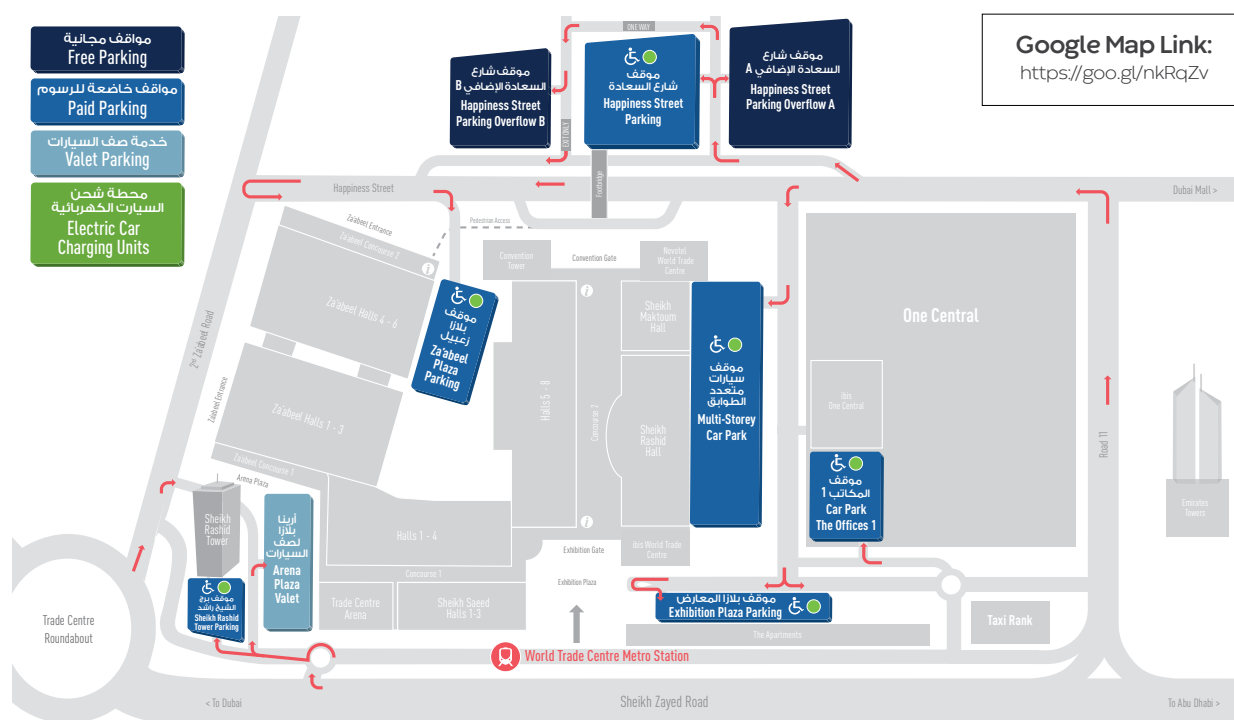 مواقف مجانية
Free Parking
مواقف خاضعة للرسوم
Paid Parking
خدمة صف السيارات
Valet Parking
محطة شحن
السيارت الكهربائية
Electric Car
Charging Units
Google Map Link:
https://goo.gl/nkRqZv
ONE WAY
موقف شارع
السعادة الإضافي B
Happiness Street
Parking Overflow B
EXIT ONLY
موقف
شارع السعادة
Happiness Street
Parking
موقف شارع
السعادة الإضافي A
Happiness Street
Parking Overflow A
Footbridge
Happiness Street
Dubai Mall >
2nd Za'abeel Road
Za'abeel Entrance
Za'abeel Concourse 2
Pedestrian Access
Convention
Tower
Convention Gate
Novotel
World Trade
Centre
i
i
Za'abeel Halls 4 - 6
موقف
بلازا
زعبيل
Za'abeel
Plaza
Parking
Halls 5 - 8
Concourse 2
Sheikh
Maktoum
Hall
Sheikh
Rashid
Hall
موقف
سيارات
متعدد
الطوابق
Multi-Storey
Car Park
One Central
ibis
One Central
Za'abeel Entrance
Za'abeel Halls 1 - 3
Za'abeel Concourse 1
Arena Plaza
Road 11
Emirates
Towers
موقف
المكاتب 1
Car Park
The Offices 1
Sheikh
Rashid
Tower
أرينا
بلازا
لصف
السيارات
Arena
Plaza
Valet
Halls 1 - 4
i
Exhibition Gate
ibis World Trade
Centre
Concourse 1
Exhibition Plaza
موقف برج
الشيخ راشد
Sheikh Rashid
Tower Parking
Trade Centre
Arena
Sheikh Saeed
Halls 1-3
موقف بلازا المعارض
Exhibition Plaza Parking
The Apartments
Taxi Rank
Trade Centre
Roundabout
World Trade Centre Metro Station
< To Dubai
Sheikh Zayed Road
To Abu Dhabi >